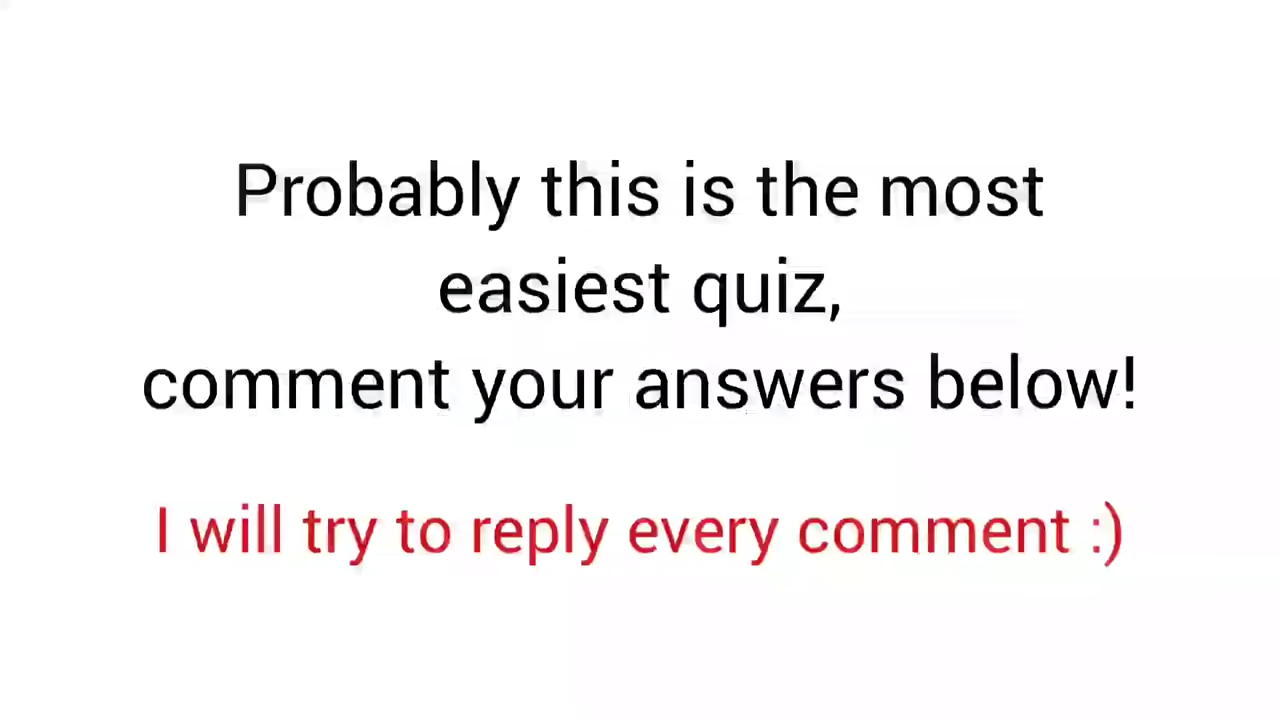 Probably this is the most
easiest quiz,
comment your answers below!
I will try to reply every comment :)